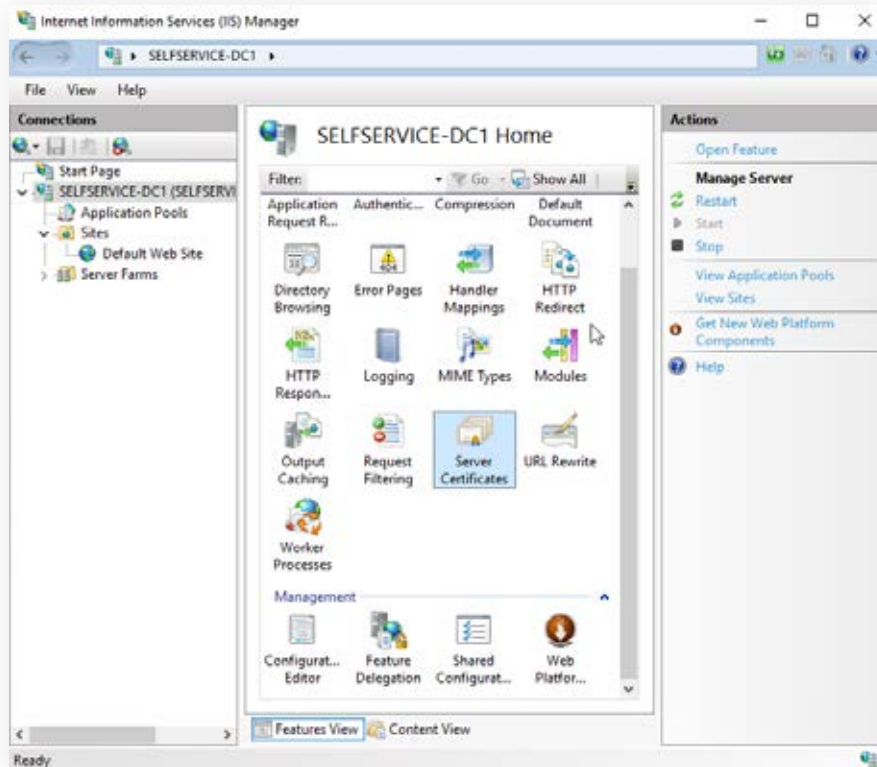 Internet Information Services (IIS) Manager
SELFSERVICE-DC1
File View Help
Connections
Start Page
SELFSERVICE-DC1 (SELFSERVI
Application Pools
Sites
Default Web Site
Server Farms
SELFSERVICE-DC1 Home
Filter: Go Show All
Application Request R...
Authentic...
Compression
Default Document
Directory Browsing
Error Pages
Handler Mappings
HTTP Redirect
HTTP Respon...
Logging
MIME Types
Modules
Output Caching
Request Filtering
Server Certificates
URL Rewrite
Worker Processes
Management
Configurat... Editor
Feature Delegation
Shared Configurat...
Web Platfor...
Features View Content View
Actions
Open Feature
Manage Server
Restart
Start
Stop
View Application Pools
View Sites
Get New Web Platform
Components
Help
Ready